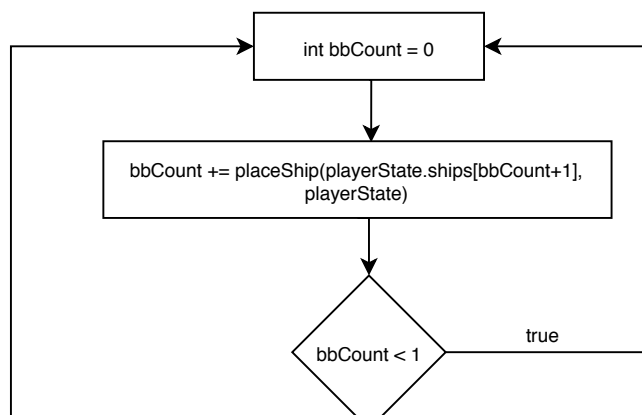 int bbCount = 0
bbCount += placeShip(playerState.ships[bbCount+1],
playerState)
true
bbCount < 1